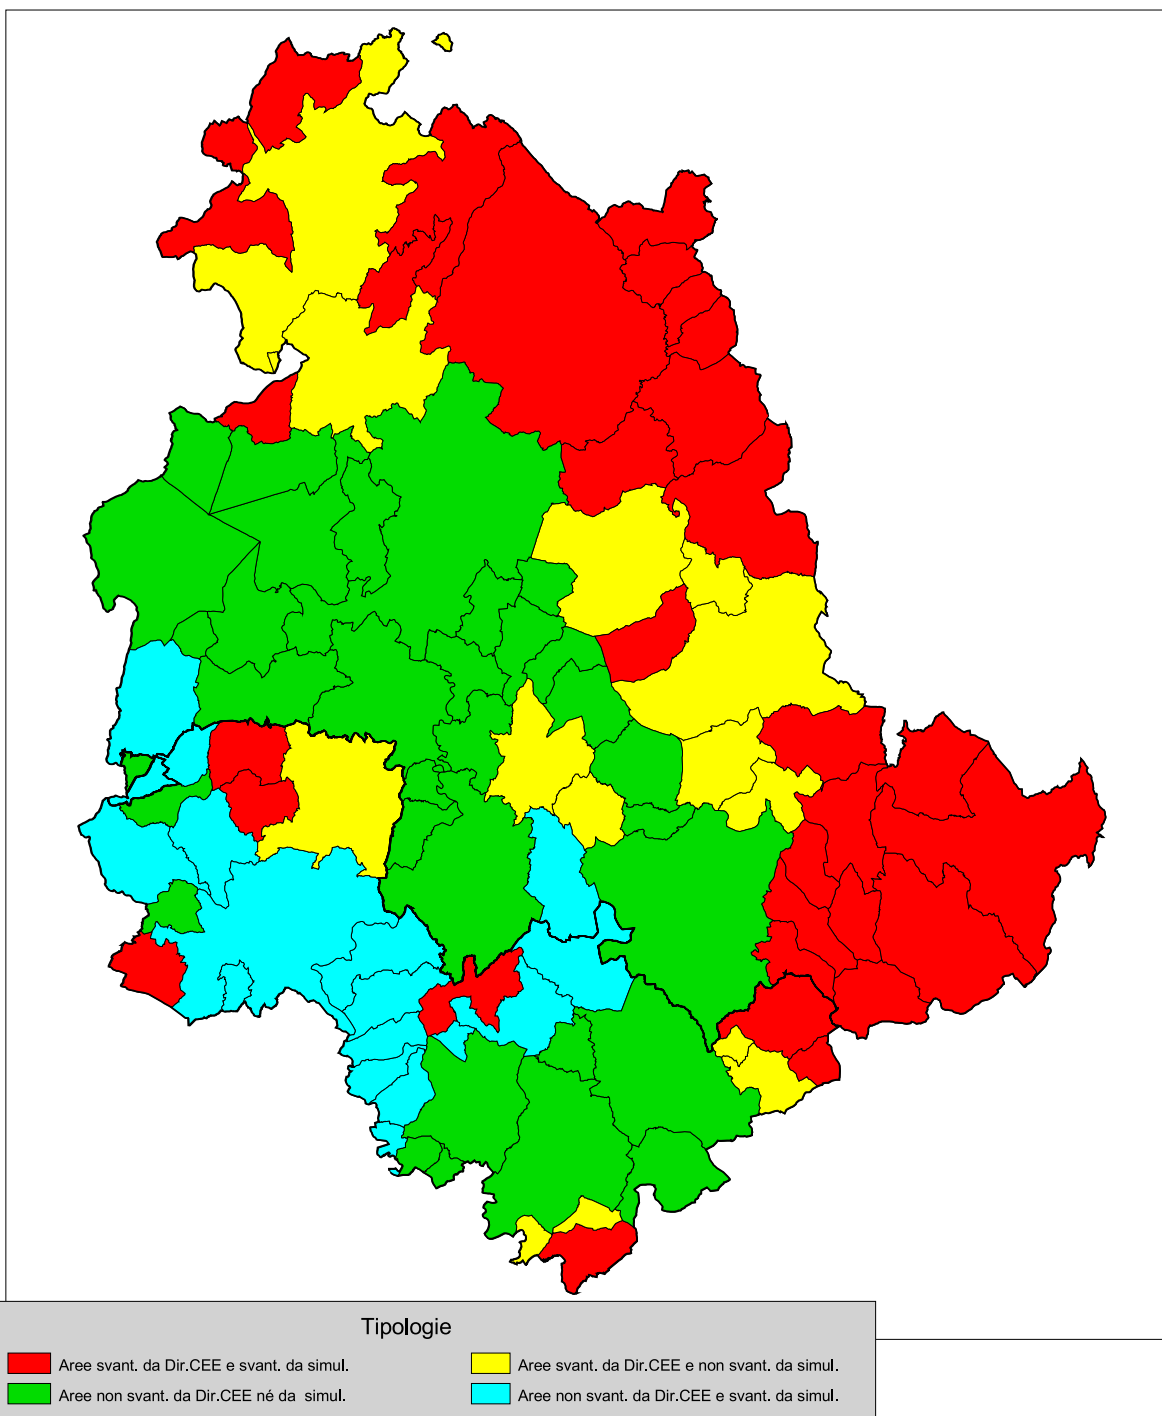 Tipologie
Aree svant. da Dir.CEE e svant. da simul.
Aree svant. da Dir.CEE e non svant. da simul.
Aree non svant. da Dir.CEE né da simul.
Aree non svant. da Dir.CEE e svant. da simul.